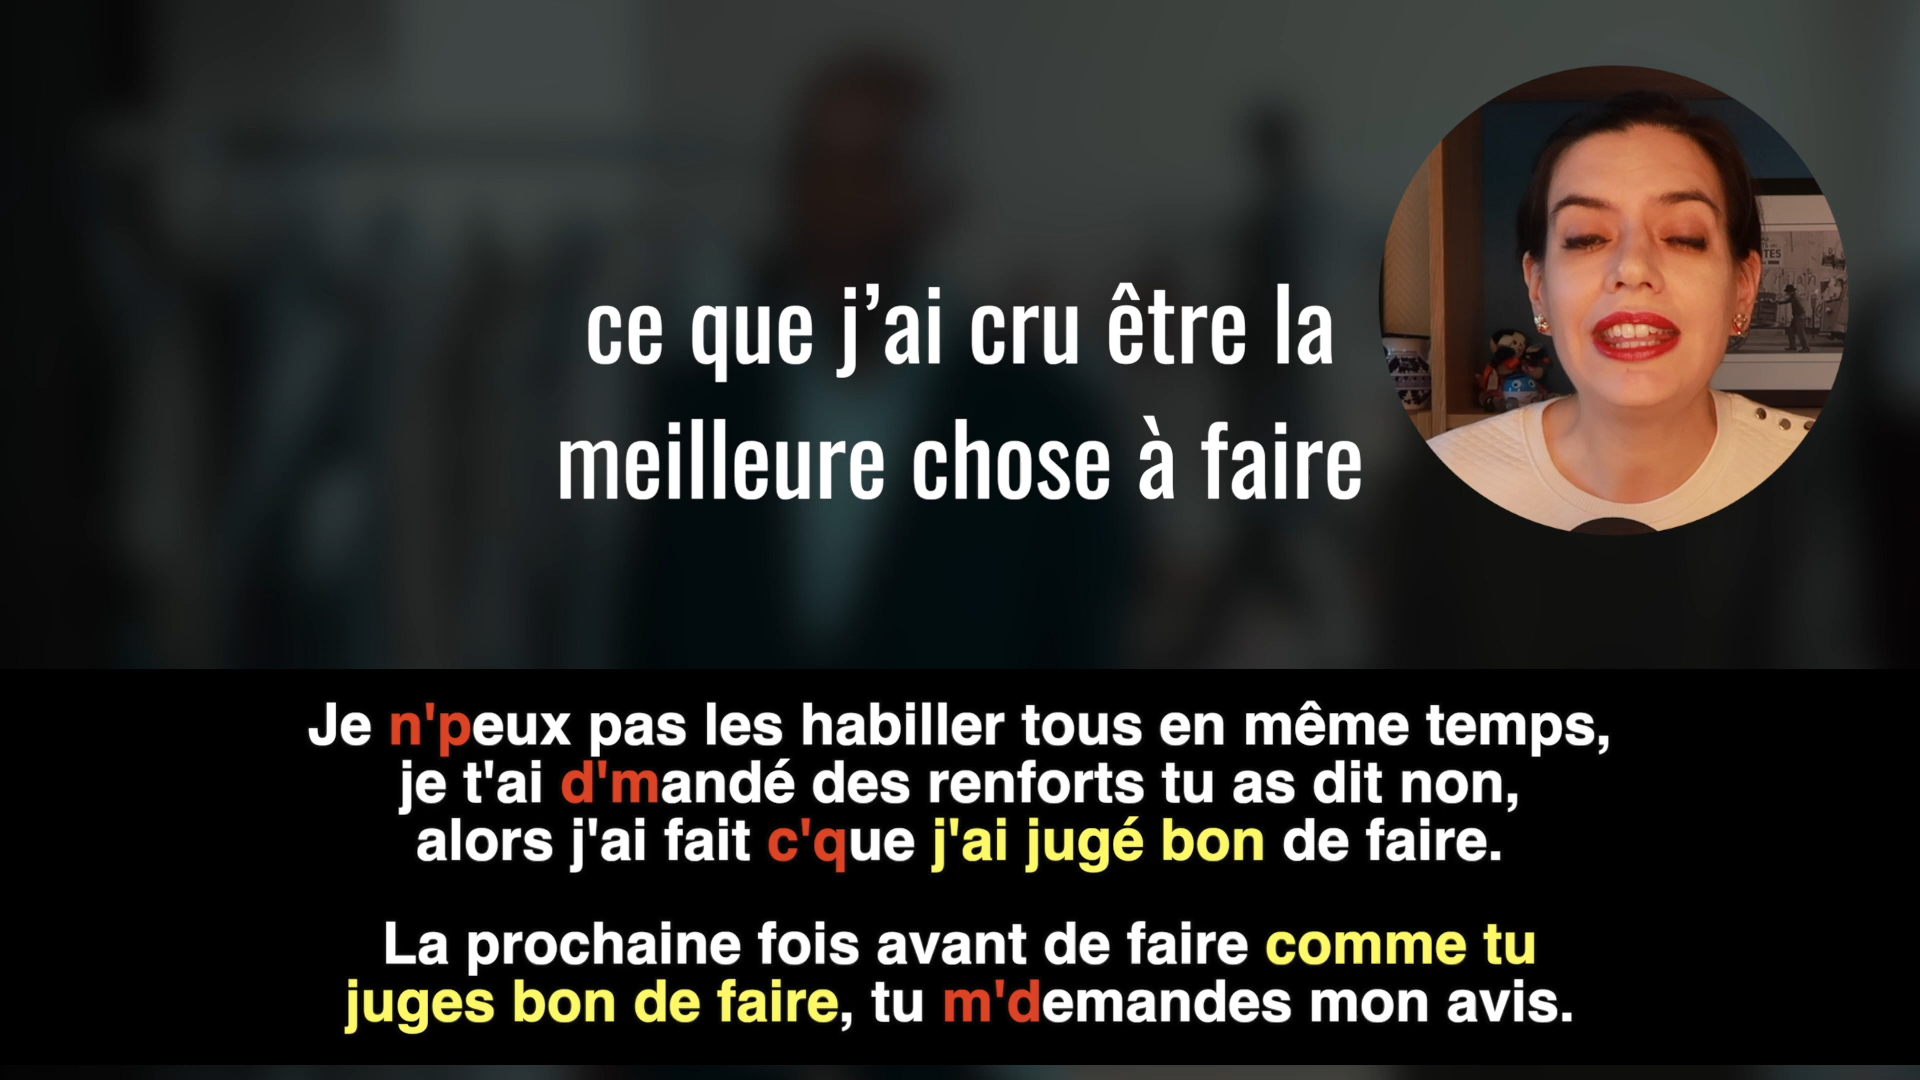 ce que j’ai cru être la
meilleure chose à faire
TES
Je n'peux pas les habiller tous en même temps,
je t'ai d'mandé des renforts tu as dit non,
alors j'ai fait c'que j'ai jugé bon de faire.
La prochaine fois avant de faire comme tu
juges bon de faire, tu m'demandes mon avis.